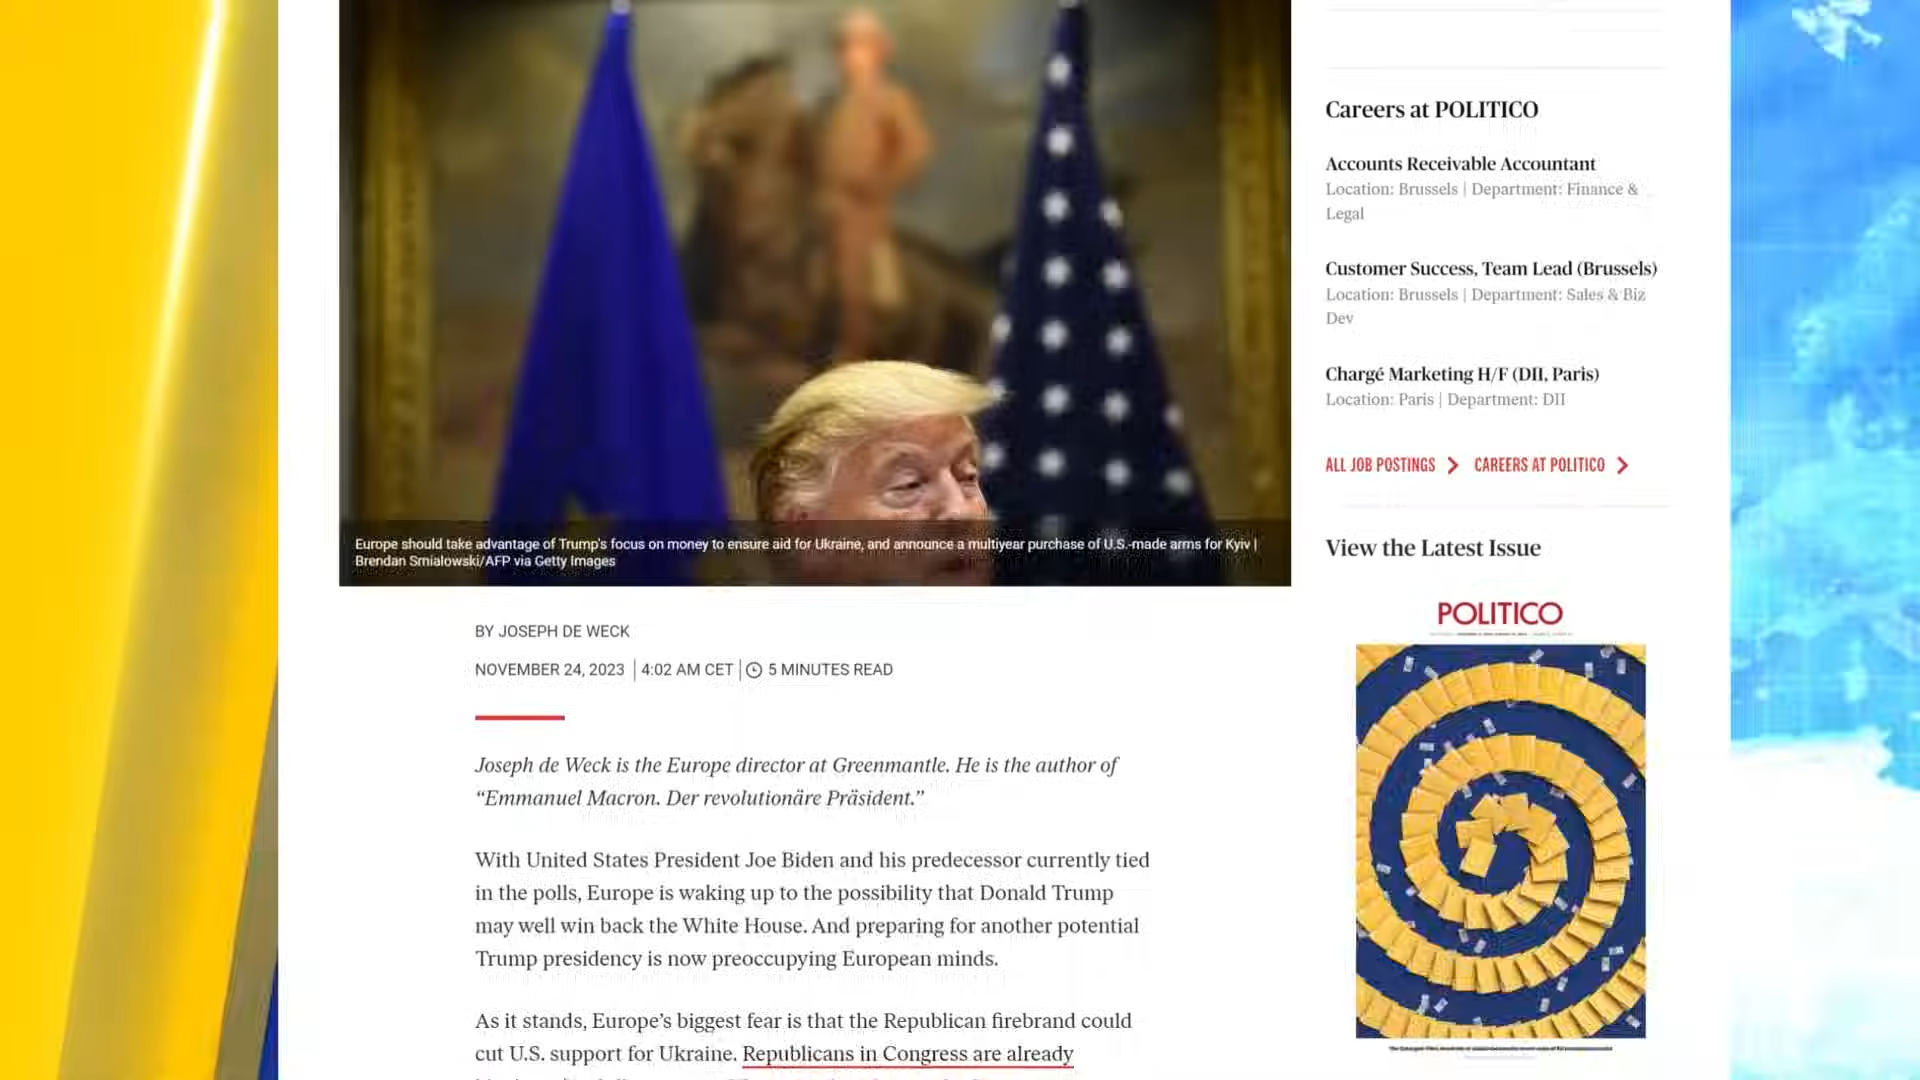 Europe should take advantage of Trump's focus on money to ensure aid for Ukraine, and announce a multiyear purchase of U.S.-made arms for Kyiv |
Brendan Smialowski/AFP via Getty Images
BY JOSEPH DE WECK
NOVEMBER 24, 2023 | 4:02 AM CET | 5 MINUTES READ
Joseph de Weck is the Europe director at Greenmantle. He is the author of
“Emmanuel Macron. Der revolutionäre Präsident.”
With United States President Joe Biden and his predecessor currently tied
in the polls, Europe is waking up to the possibility that Donald Trump
may well win back the White House. And preparing for another potential
Trump presidency is now preoccupying European minds.
As it stands, Europe’s biggest fear is that the Republican firebrand could
cut U.S. support for Ukraine. Republicans in Congress are already
Careers at POLITICO
Accounts Receivable Accountant
Location: Brussels | Department: Finance &
Legal
Customer Success, Team Lead (Brussels)
Location: Brussels | Department: Sales & Biz
Dev
Chargé Marketing H/F (DII, Paris)
Location: Paris | Department: DII
ALL JOB POSTINGS
CAREERS AT POLITICO
View the Latest Issue
POLITICO